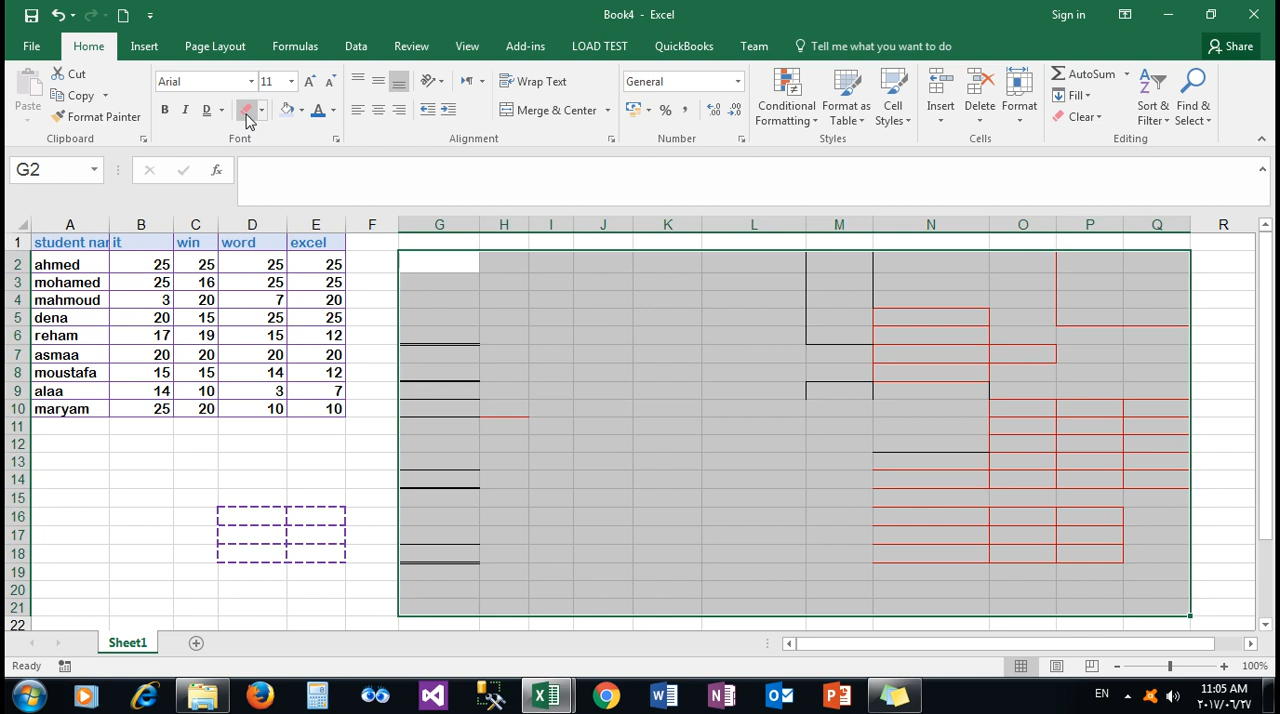 Book4 - Excel
Sign in
File Home Insert Page Layout Formulas Data Review View Add-ins LOAD TEST QuickBooks Team Tell me what you want to do Share
Paste
Cut
Copy
Format Painter
Clipboard
Arial 11
B I D
A
Font
Wrap Text
Merge & Center
Alignment
General
%
Number
Conditional Formatting
Format as Table
Cell Styles
Styles
Insert Delete Format
Cells
AutoSum
Fill
Clear
Sort & Filter
Find & Select
Editing
G2 fx
A B C D E F G H I J K L M N O P Q R
1 student nar it win word excel
2 ahmed 25 25 25 25
3 mohamed 25 16 25 25
4 mahmoud 3 20 7 20
5 dena 20 15 25 25
6 reham 17 19 15 12
7 asmaa 20 20 20 20
8 moustafa 15 15 14 12
9 alaa 14 10 3 7
10 maryam 25 20 10 10
11
12
13
14
15
16
17
18
19
20
21
22
Sheet1
Ready 100%
EN 11:05 AM
٢٠١٧/٠٦/٢٧